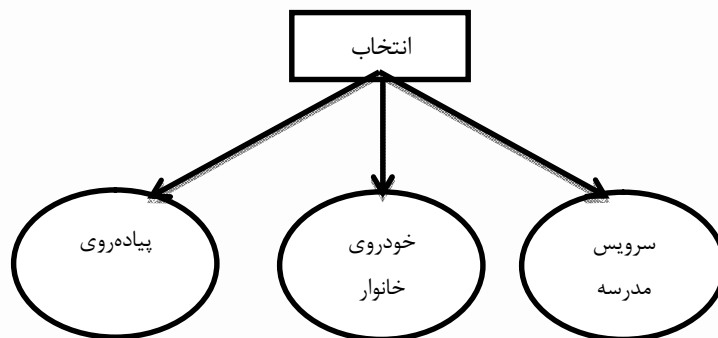 انتخاب
سرویس
مدرسه
خودروی
خانوار
پیاده‌روی